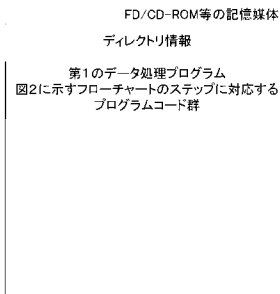 FD/CD-ROM等の記憶媒体
ディレクトリ情報
第1のデータ処理プログラム
図2に示すフローチャートのステップに対応する
プログラムコード群